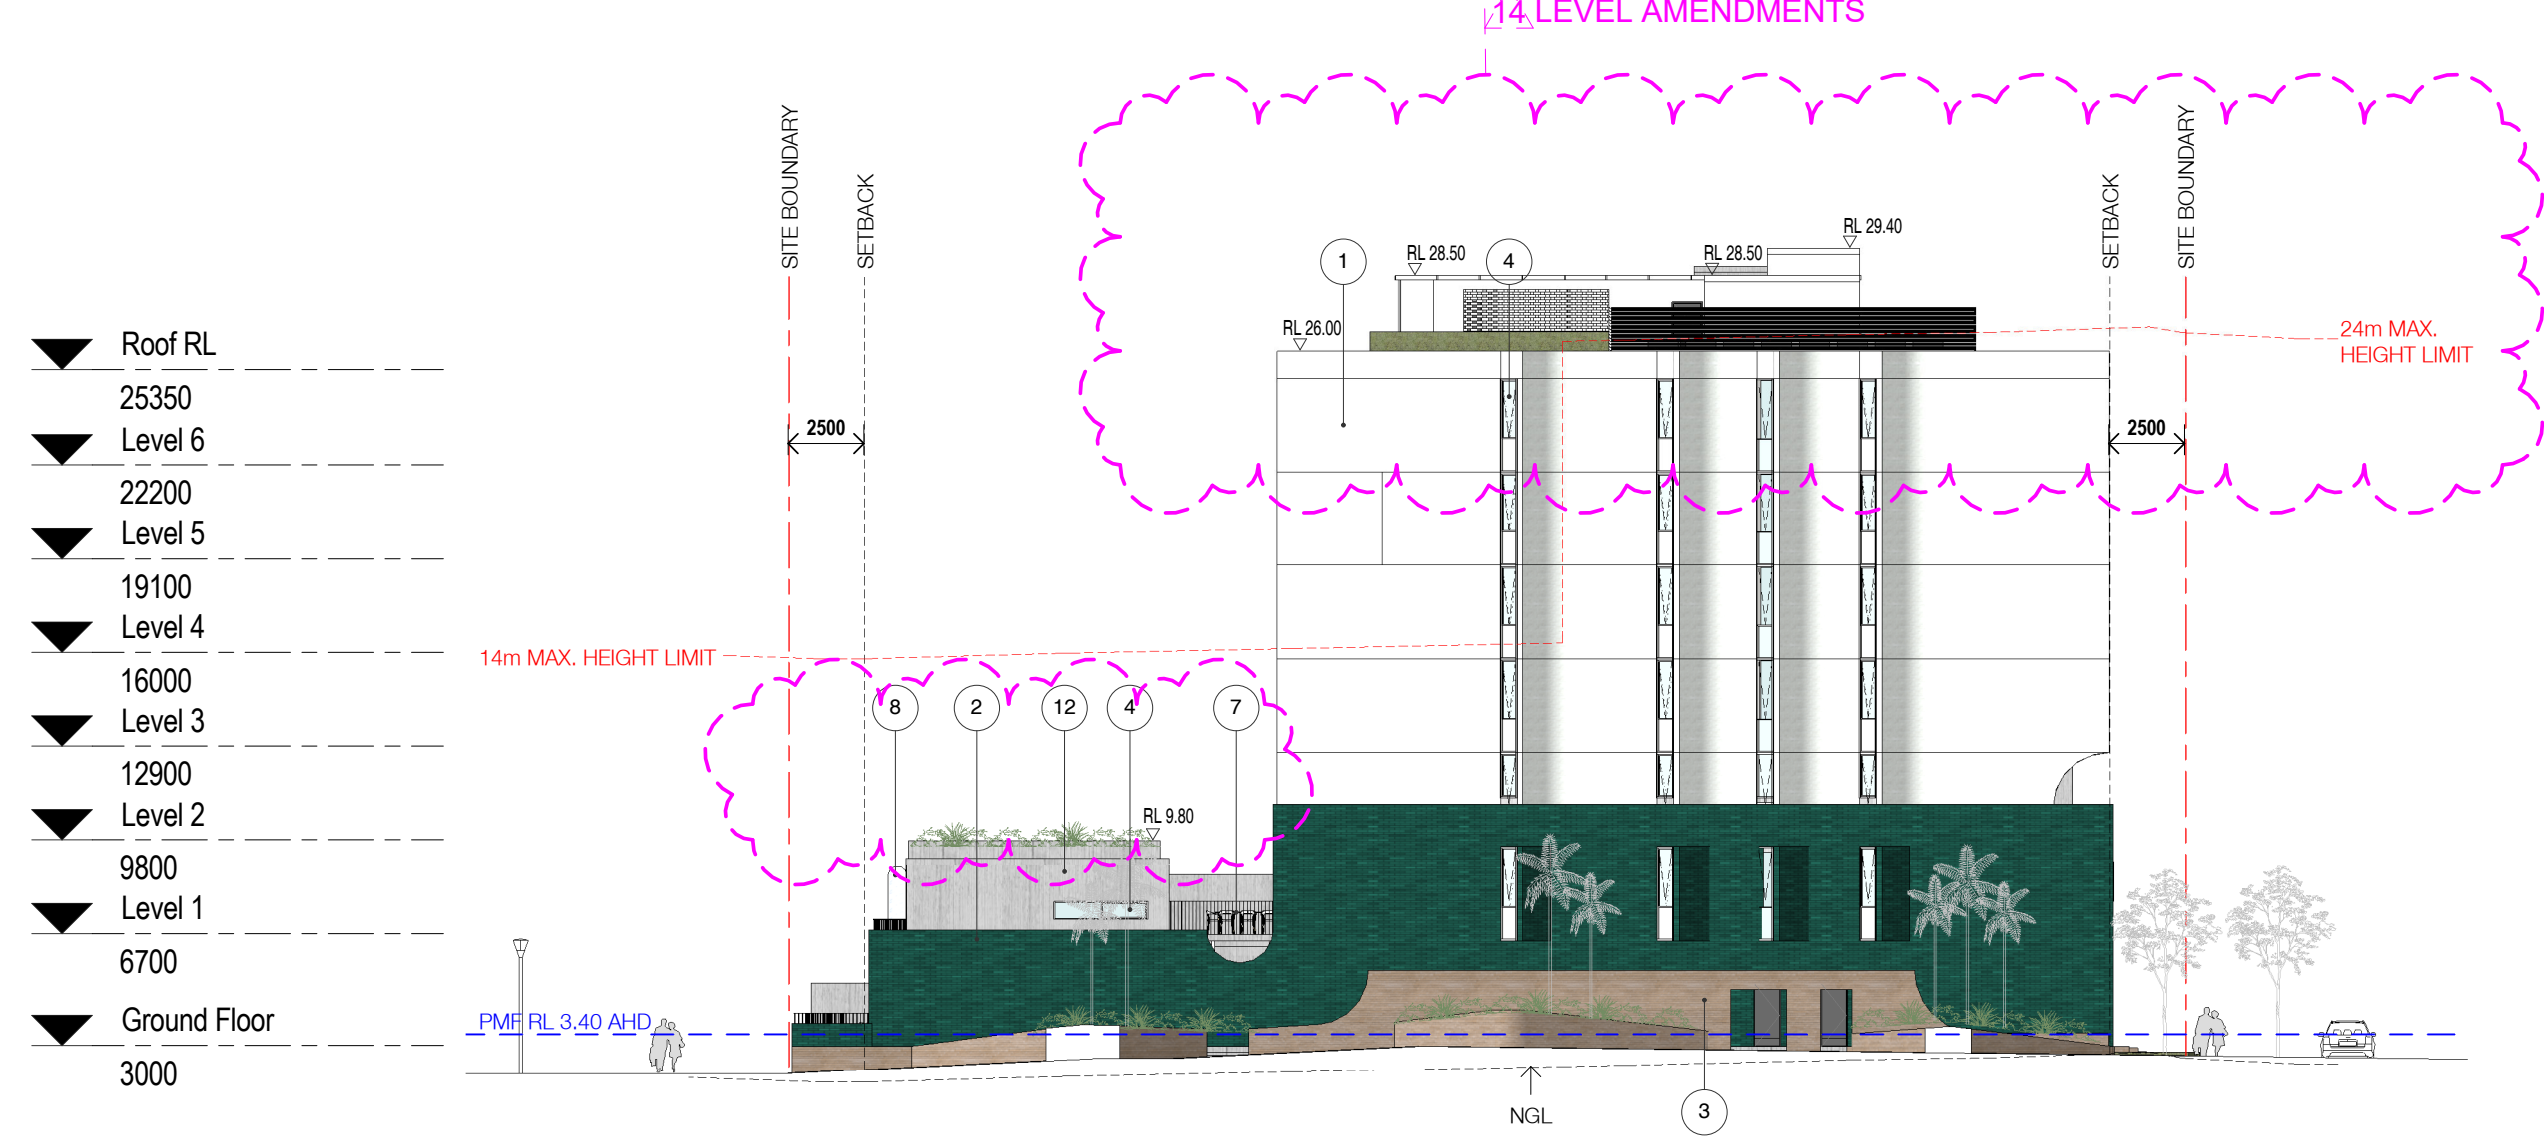 14 LEVEL AMENDMENTS
SITE BOUNDARY
SETBACK
SETBACK
SITE BOUNDARY
RL 29.40
RL 28.50
RL 28.50
1
4
RL 26.00
24m MAX.
HEIGHT LIMIT
Roof RL
25350
Level 6
2500
2500
22200
Level 5
19100
Level 4
14m MAX. HEIGHT LIMIT
16000
Level 3
8
2
12
4
7
12900
Level 2
RL 9.80
9800
Level 1
6700
Ground Floor
PMF RL 3.40 AHD
3000
NGL
3